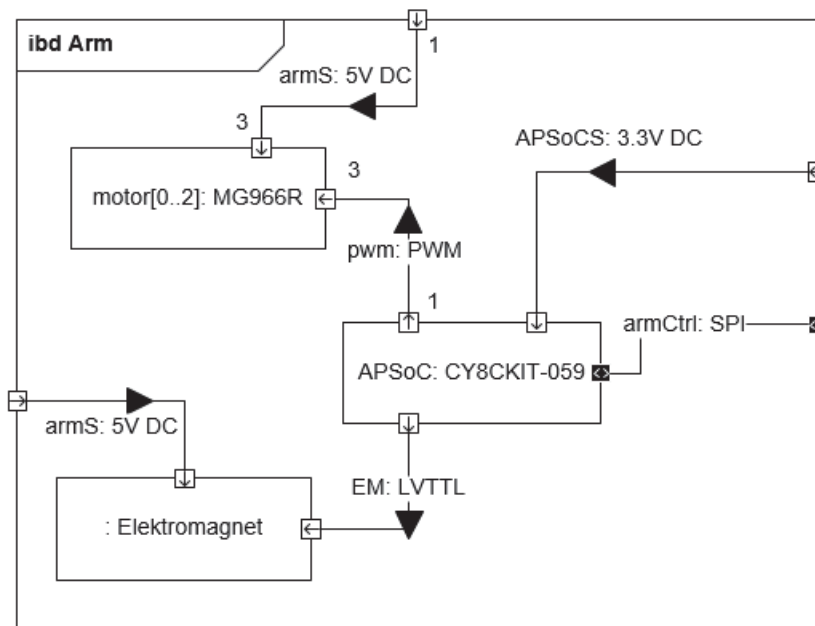 ibd Arm
1
armS: 5V DC
3
APSoCS: 3.3V DC
motor[0..2]: MG966R
3
pwm: PWM
1
armCtrl: SPI
APSoC: CY8CKIT-059
armS: 5V DC
EM: LVTTL
: Elektromagnet